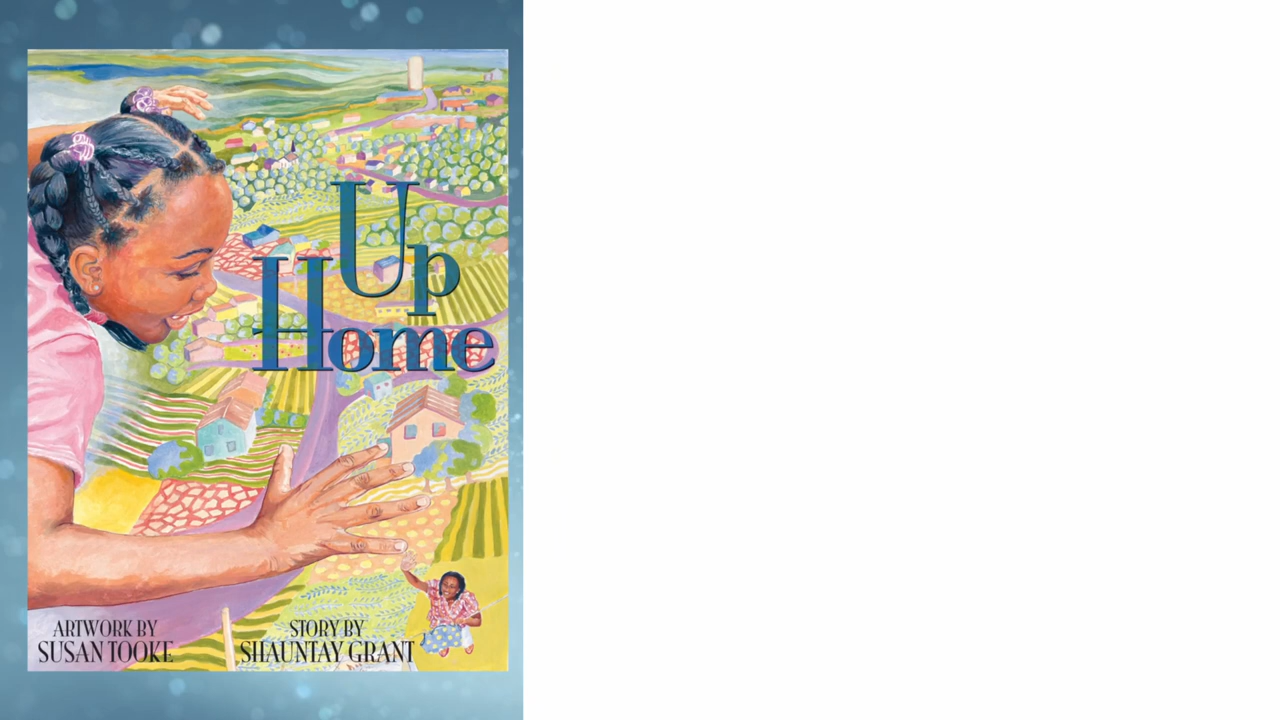 Up
Home
ARTWORK BY
SUSAN TOOKE
STORY BY
SHAUNTAY GRANT